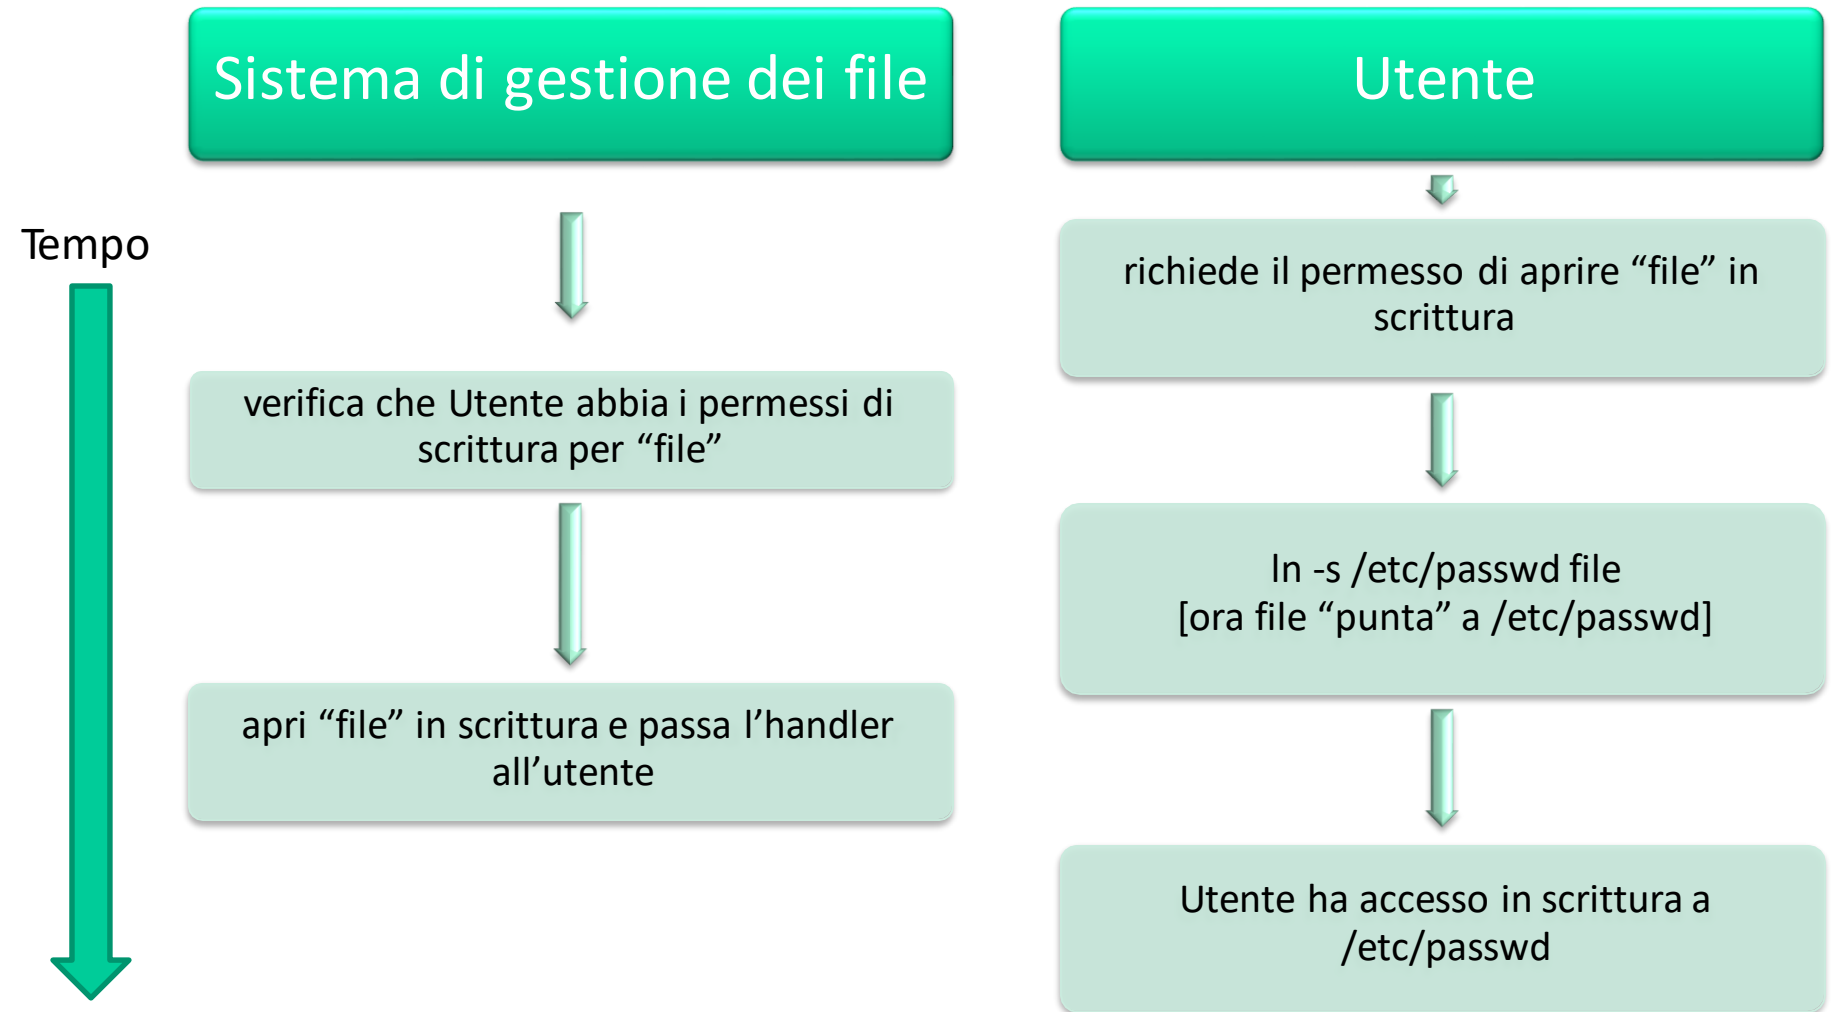 Sistema di gestione dei file
Utente
Tempo
richiede il permesso di aprire “file” in
scrittura
verifica che Utente abbia i permessi di
scrittura per “file”
ln -s /etc/passwd file
[ora file “punta” a /etc/passwd]
apri “file” in scrittura e passa l’handler
all’utente
Utente ha accesso in scrittura a
/etc/passwd